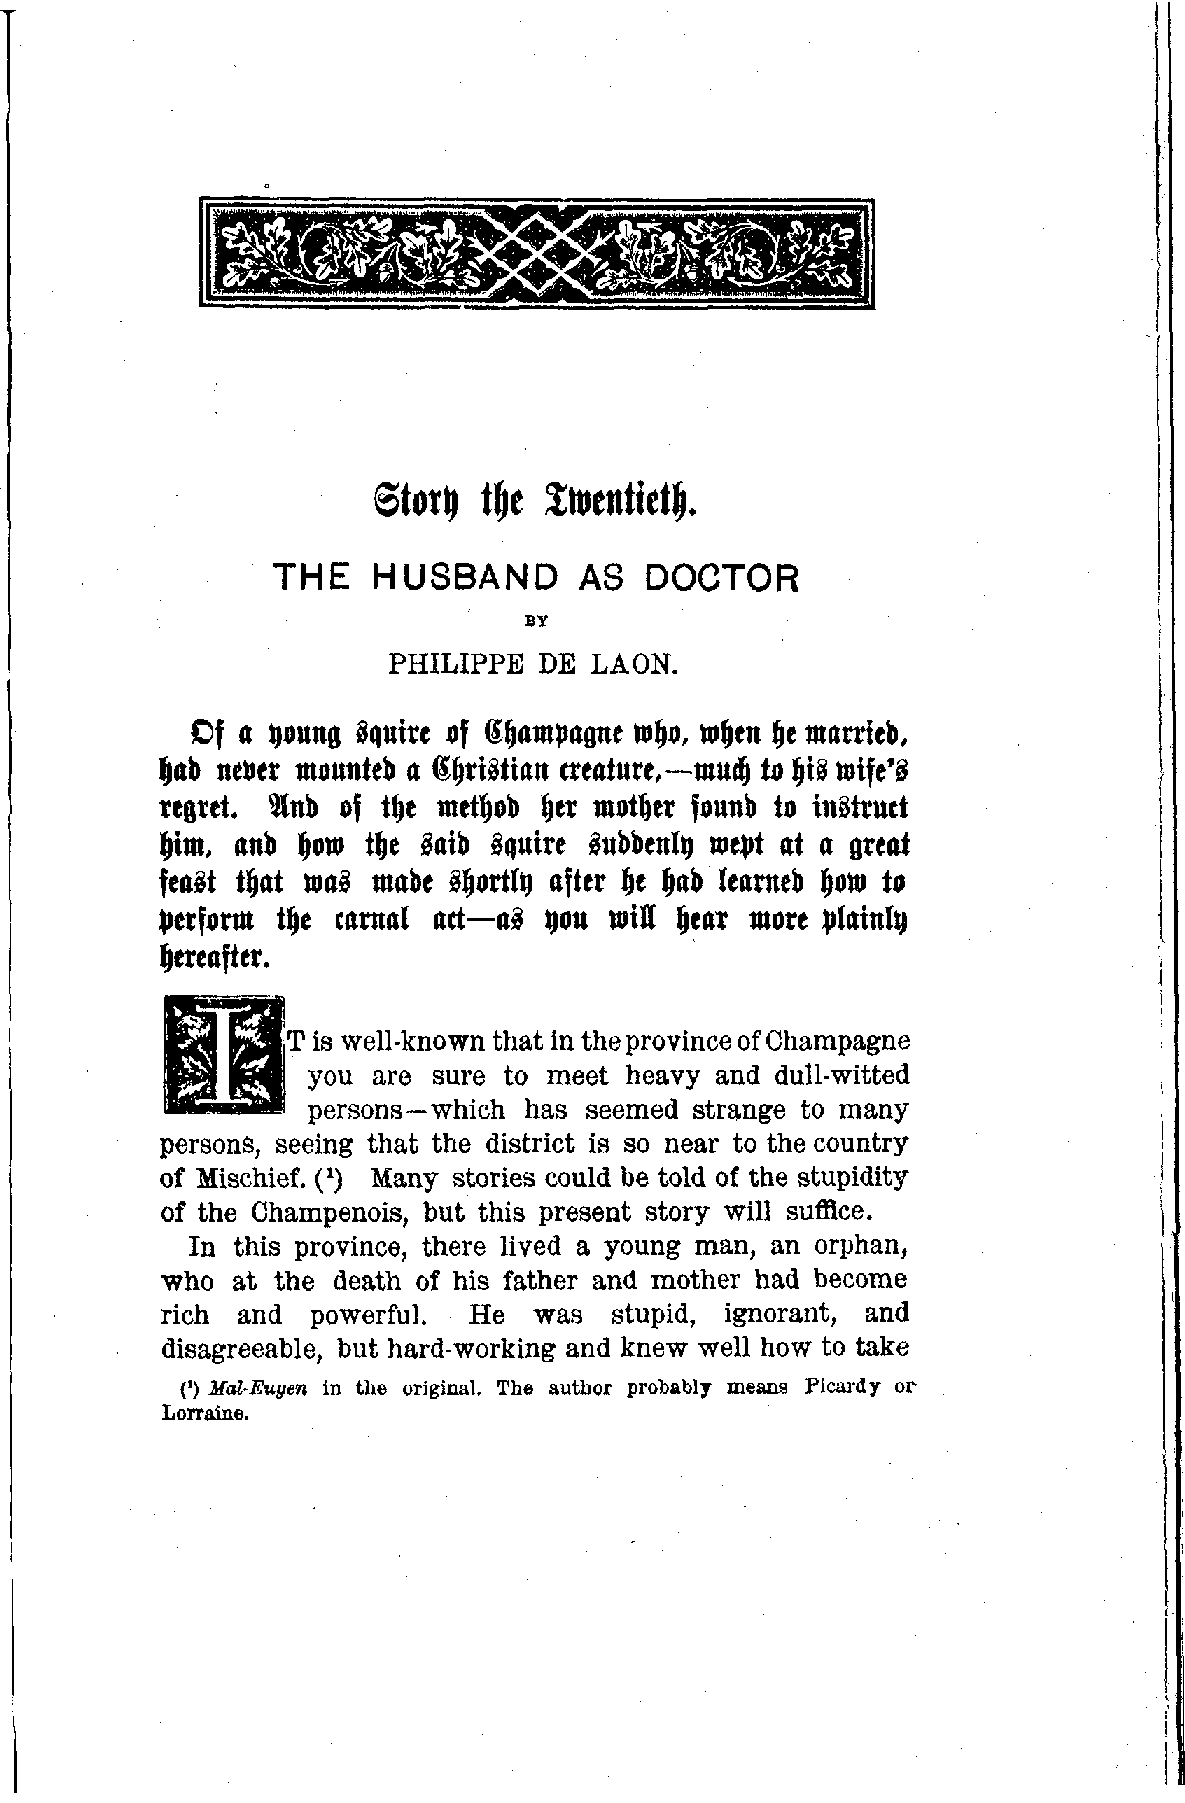 Story the Twentieth.
THE HUSBAND AS DOCTOR
BY
PHILIPPE DE LAON.
Of a young squire of Champagne who, when he married,
had never mounted a Christian creature,—much to his wife's
regret. And of the method her mother found to instruct
him, and how the said squire suddenly wept at a great
feast that was made shortly after he had learned how to
perform the carnal act—as you will hear more plainly
hereafter.
IT is well-known that in the province of Champagne
you are sure to meet heavy and dull-witted
persons—which has seemed strange to many
persons, seeing that the district is so near to the country
of Mischief. (¹) Many stories could be told of the stupidity
of the Champenois, but this present story will suffice.
In this province, there lived a young man, an orphan,
who at the death of his father and mother had become
rich and powerful. He was stupid, ignorant, and
disagreeable, but hard-working and knew well how to take
(¹) Mal-Euyen in the original. The author probably means Picardy or
Lorraine.